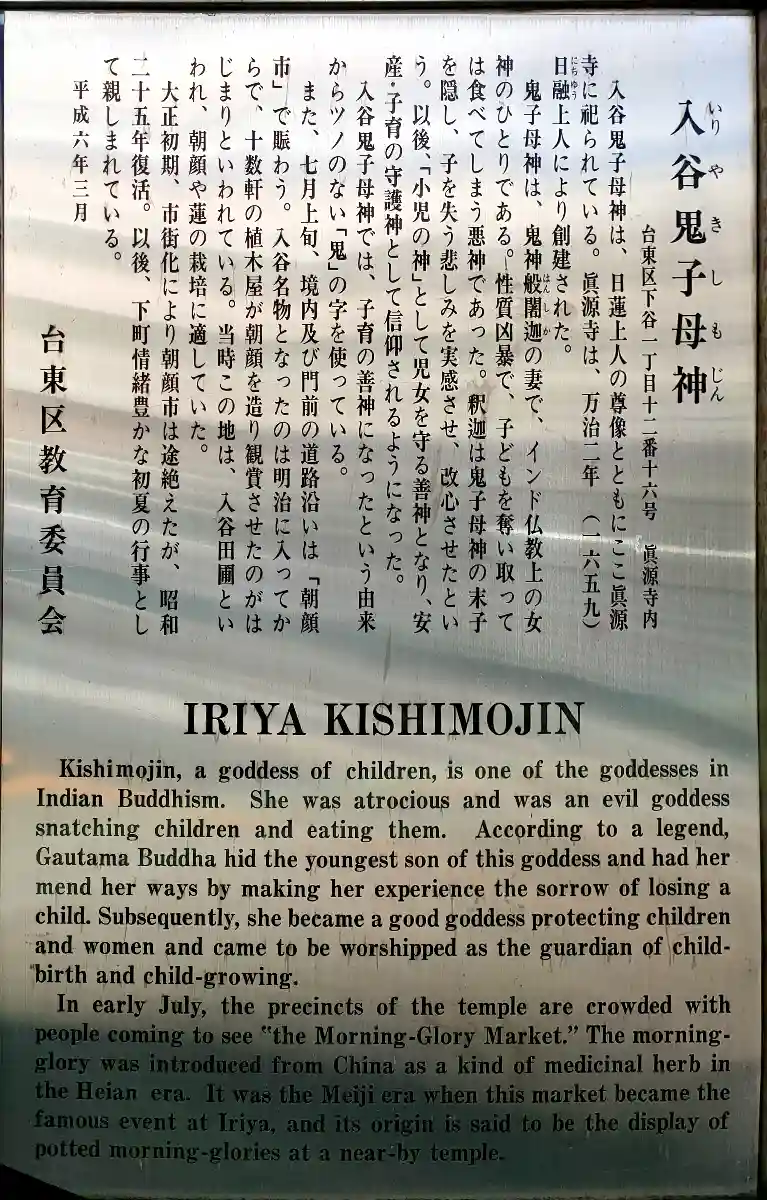 入谷鬼子母神
いりやきしもじん
台東区下谷一丁目十二番十六号　眞源寺内
入谷鬼子母神は、日蓮上人の尊像とともにここ眞源
寺に祀られている。眞源寺は、万治二年（一六五九）
日融上人により創建された。
にちゆう
鬼子母神は、鬼神般闍迦の妻で、インド仏教上の女
はんしか
神のひとりである。性質凶暴で、子どもを奪い取って
は食べてしまう悪神であった。釈迦は鬼子母神の末子
を隠し、子を失う悲しみを実感させ、改心させたとい
う。以後、「小児の神」として児女を守る善神となり、安
産・子育の守護神として信仰されるようになった。
入谷鬼子母神では、子育の善神になったという由来
からツノのない「鬼」の字を使っている。
また、七月上旬、境内及び門前の道路沿いは「朝顔
市」で賑わう。入谷名物となったのは明治に入ってか
らで、十数軒の植木屋が朝顔を造り観賞させたのがは
じまりといわれている。当時この地は、入谷田圃とい
われ、朝顔や蓮の栽培に適していた。
大正初期、市街化により朝顔市は途絶えたが、昭和
二十五年復活。以後、下町情緒豊かな初夏の行事とし
て親しまれている。
平成六年三月
台東区教育委員会
IRIYA KISHIMOJIN
Kishimojin, a goddess of children, is one of the goddesses in
Indian Buddhism. She was atrocious and was an evil goddess
snatching children and eating them. According to a legend,
Gautama Buddha hid the youngest son of this goddess and had her
mend her ways by making her experience the sorrow of losing a
child. Subsequently, she became a good goddess protecting children
and women and came to be worshipped as the guardian of child-
birth and child-growing.
In early July, the precincts of the temple are crowded with
people coming to see "the Morning-Glory Market." The morning-
glory was introduced from China as a kind of medicinal herb in
the Heian era. It was the Meiji era when this market became the
famous event at Iriya, and its origin is said to be the display of
potted morning-glories at a near-by temple.